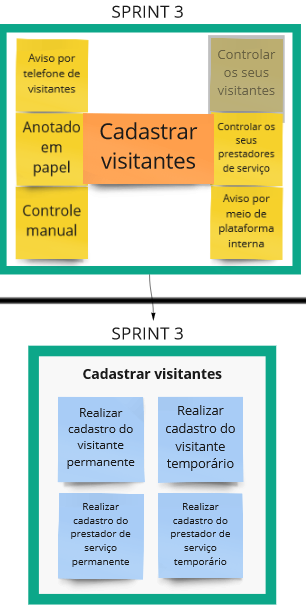 SPRINT 3
Aviso por
telefone de
visitantes
Controlar
os seus
visitantes
Anotado
em
papel
Cadastrar
visitantes
Controlar os
seus
prestadores
de serviço
Controle
manual
Aviso por
meio de
plataforma
interna
SPRINT 3
Cadastrar visitantes
Realizar
cadastro do
visitante
permanente
Realizar
cadastro do
visitante
temporário
Realizar
cadastro do
prestador de
serviço
permanente
Realizar
cadastro do
prestador de
serviço
temporário